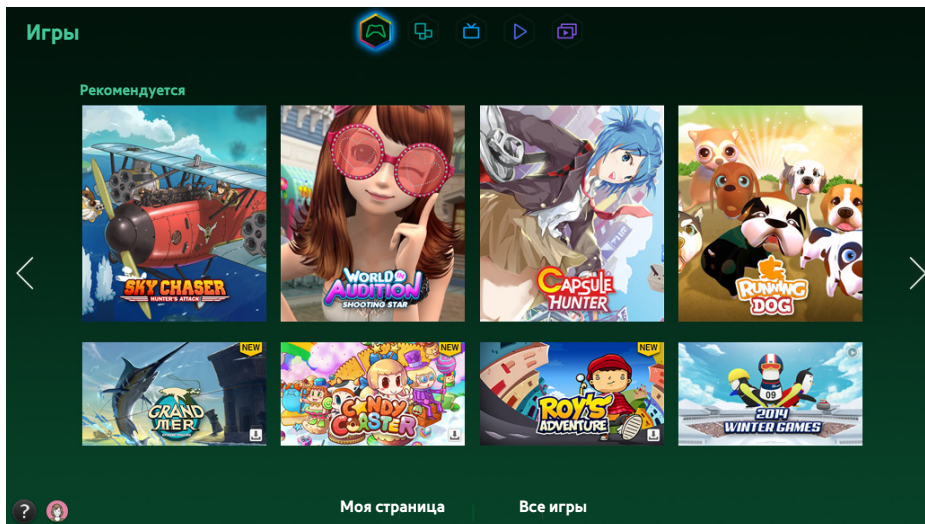 Игры
Рекомендуется
SKY CHASER
HUNTER'S ATTACK
WORLD IN
AUDITION
SHOOTING STAR
CAPSULE
HUNTER
RUNNING
DOG
NEW
GRAND
MER
NEW
CANDY
COASTER
NEW
ROY'S
ADVENTURE
09
2014
WINTER GAMES
?
Моя страница
Все игры